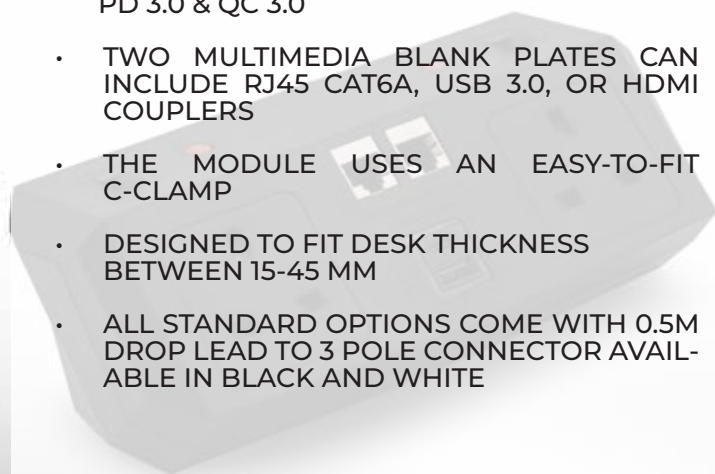 PD 3.0 & QC 3.0
• TWO MULTIMEDIA BLANK PLATES CAN
INCLUDE RJ45 CAT6A, USB 3.0, OR HDMI
COUPLERS
• THE MODULE USES AN EASY-TO-FIT
C-CLAMP
• DESIGNED TO FIT DESK THICKNESS
BETWEEN 15-45 MM
• ALL STANDARD OPTIONS COME WITH 0.5M
DROP LEAD TO 3 POLE CONNECTOR AVAIL-
ABLE IN BLACK AND WHITE